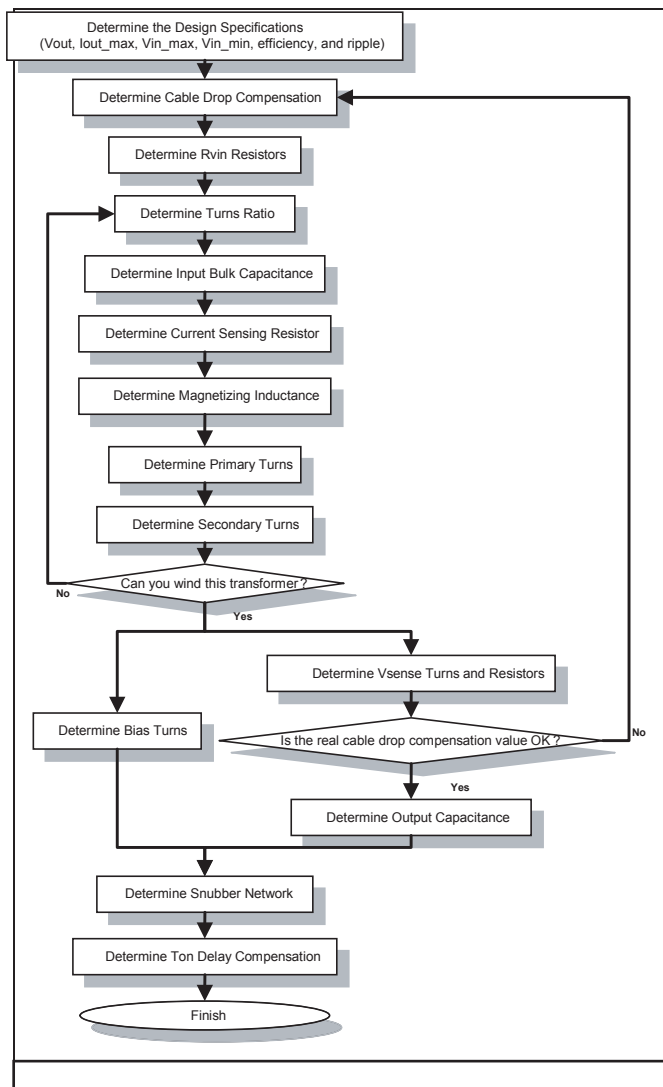 Determine the Design Specifications
(Vout, Iout_max, Vin_max, Vin_min, efficiency, and ripple)
Determine Cable Drop Compensation
Determine Rvin Resistors
Determine Turns Ratio
Determine Input Bulk Capacitance
Determine Current Sensing Resistor
Determine Magnetizing Inductance
Determine Primary Turns
Determine Secondary Turns
Can you wind this transformer?
No
Yes
Determine Vsense Turns and Resistors
Determine Bias Turns
Is the real cable drop compensation value OK?
No
Yes
Determine Output Capacitance
Determine Snubber Network
Determine Ton Delay Compensation
Finish